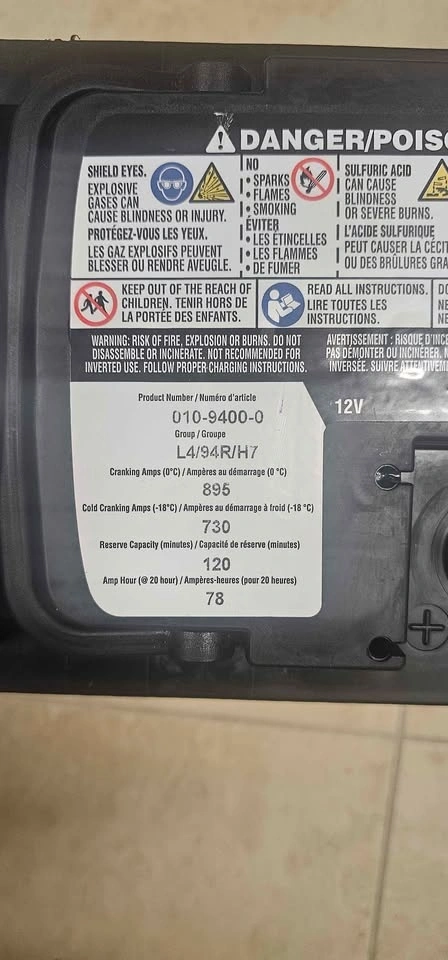 DANGER/POIS
SHIELD EYES.
EXPLOSIVE
GASES CAN
CAUSE BLINDNESS OR INJURY.
PROTÉGEZ-VOUS LES YEUX.
LES GAZ EXPLOSIFS PEUVENT
BLESSER OU RENDRE AVEUGLE.
NO
• SPARKS
• FLAMES
• SMOKING
ÉVITER
• LES ÉTINCELLES
• LES FLAMMES
• DE FUMER
SULFURIC ACID
CAN CAUSE
BLINDNESS
OR SEVERE BURNS.
L'ACIDE SULFURIQUE
PEUT CAUSER LA CÉCIT
OU DES BRÛLURES GRA
KEEP OUT OF THE REACH OF
CHILDREN. TENIR HORS DE
LA PORTÉE DES ENFANTS.
READ ALL INSTRUCTIONS.
LIRE TOUTES LES
INSTRUCTIONS.
DO
NE
NE
WARNING: RISK OF FIRE, EXPLOSION OR BURNS. DO NOT
DISASSEMBLE OR INCINERATE. NOT RECOMMENDED FOR
INVERTED USE. FOLLOW PROPER CHARGING INSTRUCTIONS.
AVERTISSEMENT : RISQUE D'INCE
PAS DÉMONTER OU INCINÉRER. N
INVERSÉE. SUIVRE ATTENTIVEM
Product Number / Numéro d'article
010-9400-0
Group / Groupe
L4/94R/H7
Cranking Amps (0°C) / Ampères au démarrage (0 °C)
895
Cold Cranking Amps (-18°C) / Ampères au démarrage à froid (-18 °C)
730
Reserve Capacity (minutes) / Capacité de réserve (minutes)
120
Amp Hour (@ 20 hour) / Ampères-heures (pour 20 heures)
78
12V
+